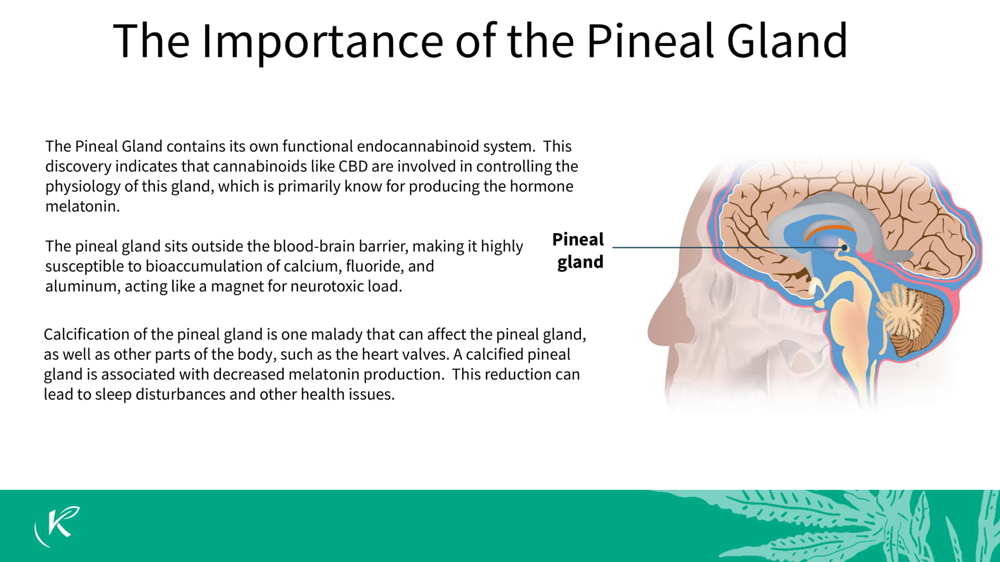 The Importance of the Pineal Gland
The Pineal Gland contains its own functional endocannabinoid system.  This
discovery indicates that cannabinoids like CBD are involved in controlling the
physiology of this gland, which is primarily know for producing the hormone
melatonin.
The pineal gland sits outside the blood-brain barrier, making it highly
susceptible to bioaccumulation of calcium, fluoride, and
aluminum, acting like a magnet for neurotoxic load.
Calcification of the pineal gland is one malady that can affect the pineal gland,
as well as other parts of the body, such as the heart valves. A calcified pineal
gland is associated with decreased melatonin production.  This reduction can
lead to sleep disturbances and other health issues.
Pineal
gland
K